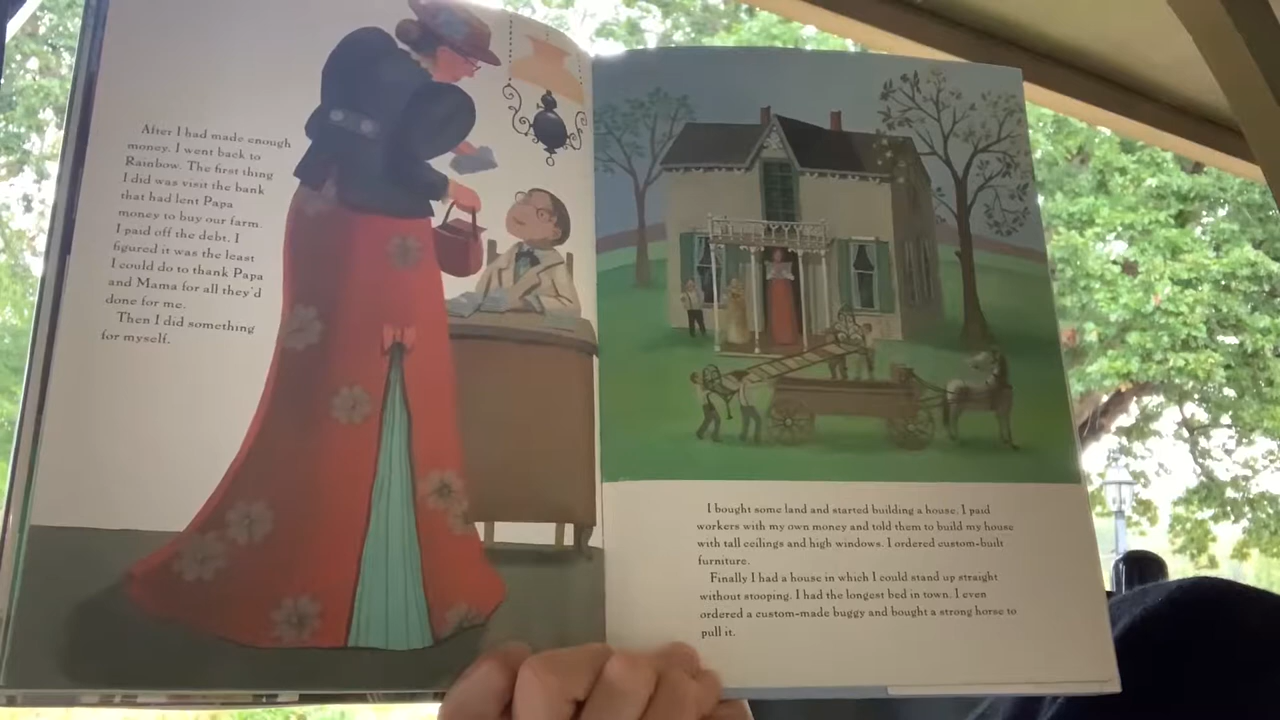 After I had made enough
money. I went back to
Rainbow. The first thing
I did was visit the bank
that had lent Papa
money to buy our farm.
I paid off the debt. I
figured it was the least
I could do to thank Papa
and Mama for all they'd
done for me.
Then I did something
for myself.
I bought some land and started building a house. I paid
workers with my own money and told them to build my house
with tall ceilings and high windows. I ordered custom-built
furniture.
Finally I had a house in which I could stand up straight
without stooping. I had the longest bed in town. I even
ordered a custom-made buggy and bought a strong horse to
pull it.